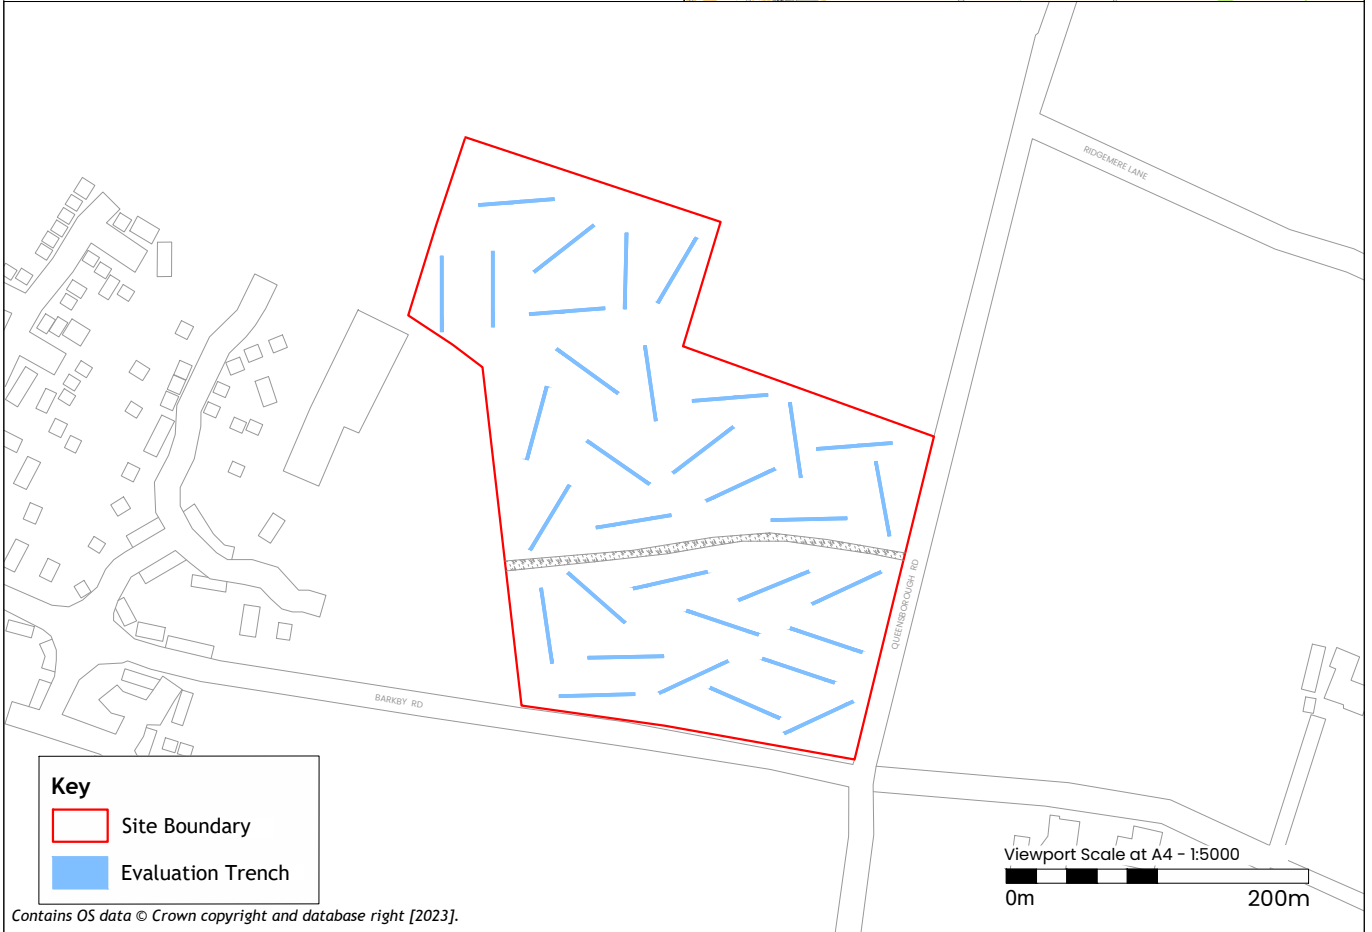 RIDGEMERE LANE
QUEENSBOROUGH RD
BARKBY RD
Key
Site Boundary
Evaluation Trench
Viewport Scale at A4 - 1:5000
0m 200m
Contains OS data © Crown copyright and database right [2023].